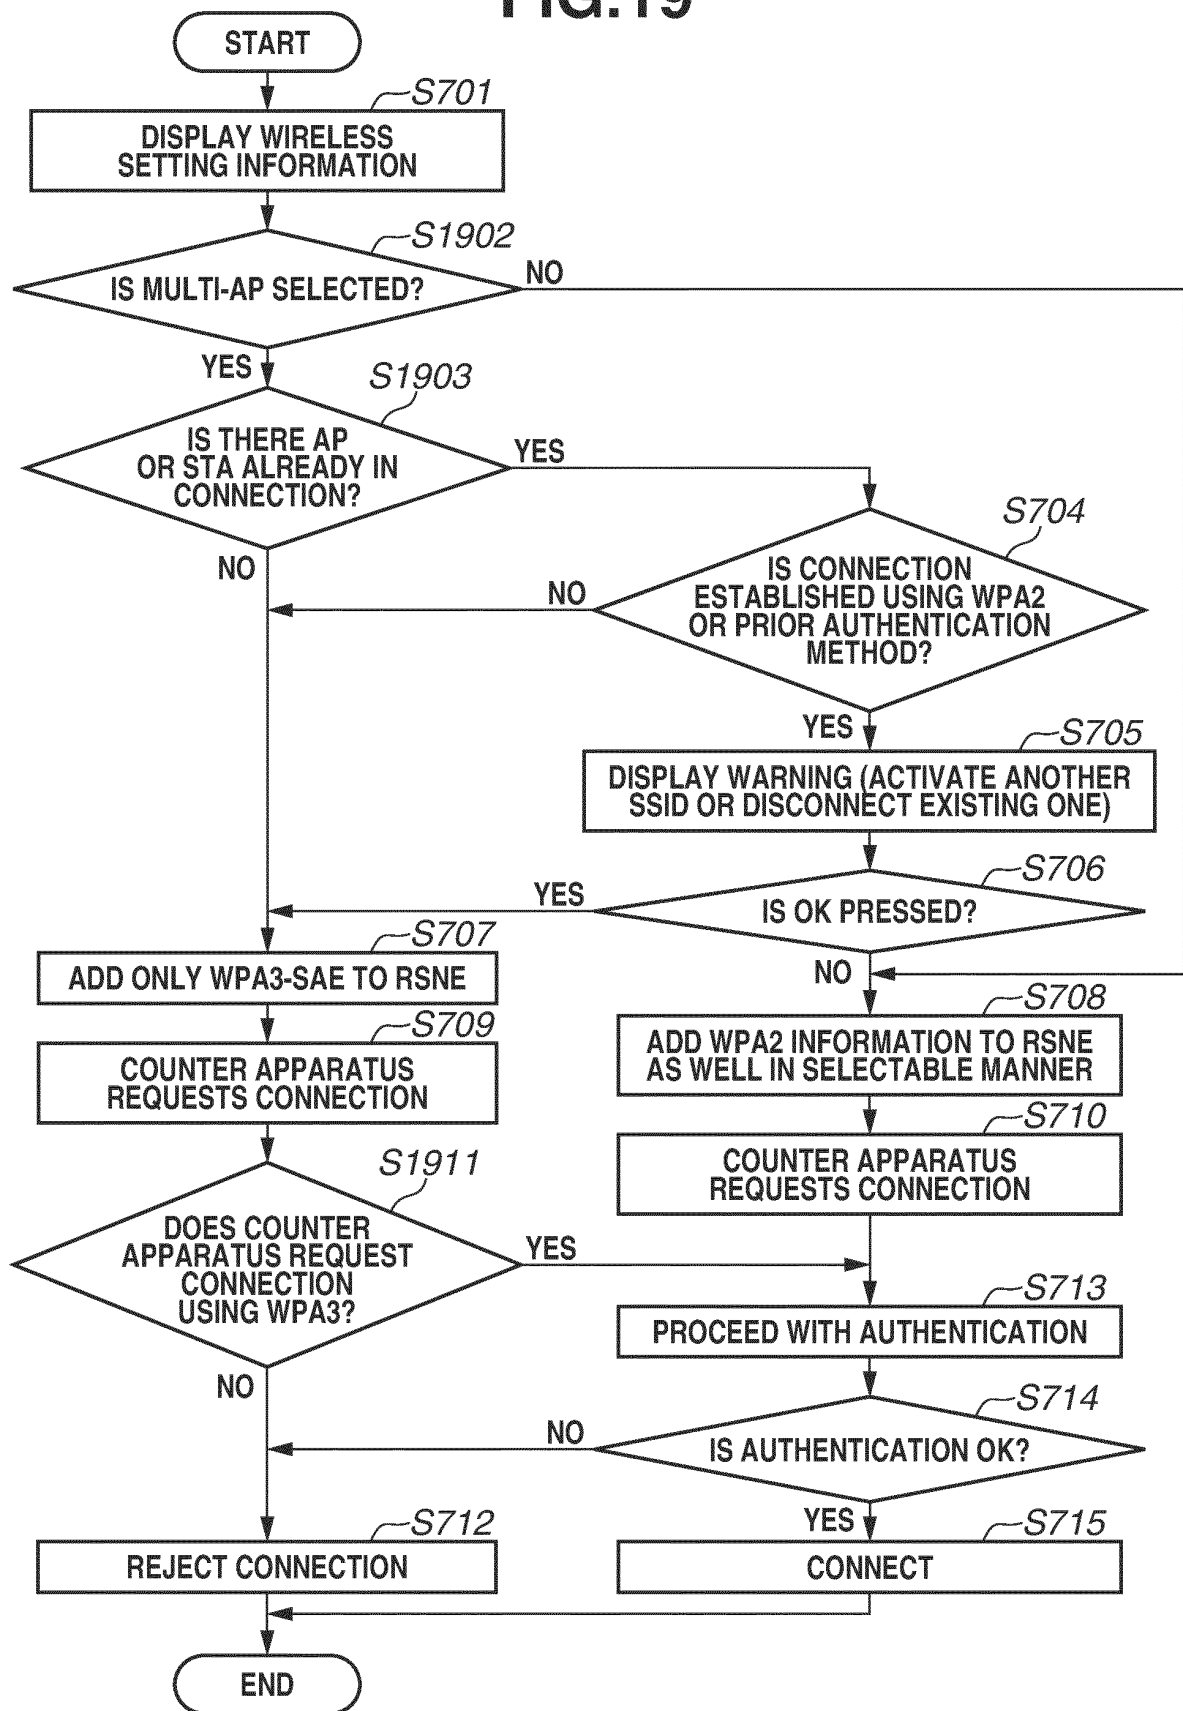 FIG.19
START
S701
DISPLAY WIRELESS
SETTING INFORMATION
S1902
IS MULTI-AP SELECTED?
NO
YES
S1903
IS THERE AP
OR STA ALREADY IN
CONNECTION?
YES
NO
S704
IS CONNECTION
ESTABLISHED USING WPA2
OR PRIOR AUTHENTICATION
METHOD?
NO
YES
S705
DISPLAY WARNING (ACTIVATE ANOTHER
SSID OR DISCONNECT EXISTING ONE)
S706
IS OK PRESSED?
YES
NO
S707
ADD ONLY WPA3-SAE TO RSNE
S708
ADD WPA2 INFORMATION TO RSNE
AS WELL IN SELECTABLE MANNER
S709
COUNTER APPARATUS
REQUESTS CONNECTION
S710
COUNTER APPARATUS
REQUESTS CONNECTION
S1911
DOES COUNTER
APPARATUS REQUEST
CONNECTION
USING WPA3?
YES
NO
S713
PROCEED WITH AUTHENTICATION
S714
IS AUTHENTICATION OK?
NO
YES
S712
REJECT CONNECTION
S715
CONNECT
END